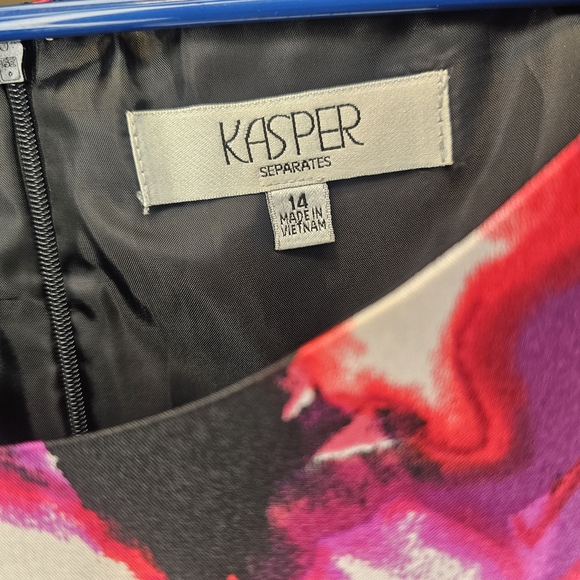 KASPER
SEPARATES
14
MADE IN
VIETNAM